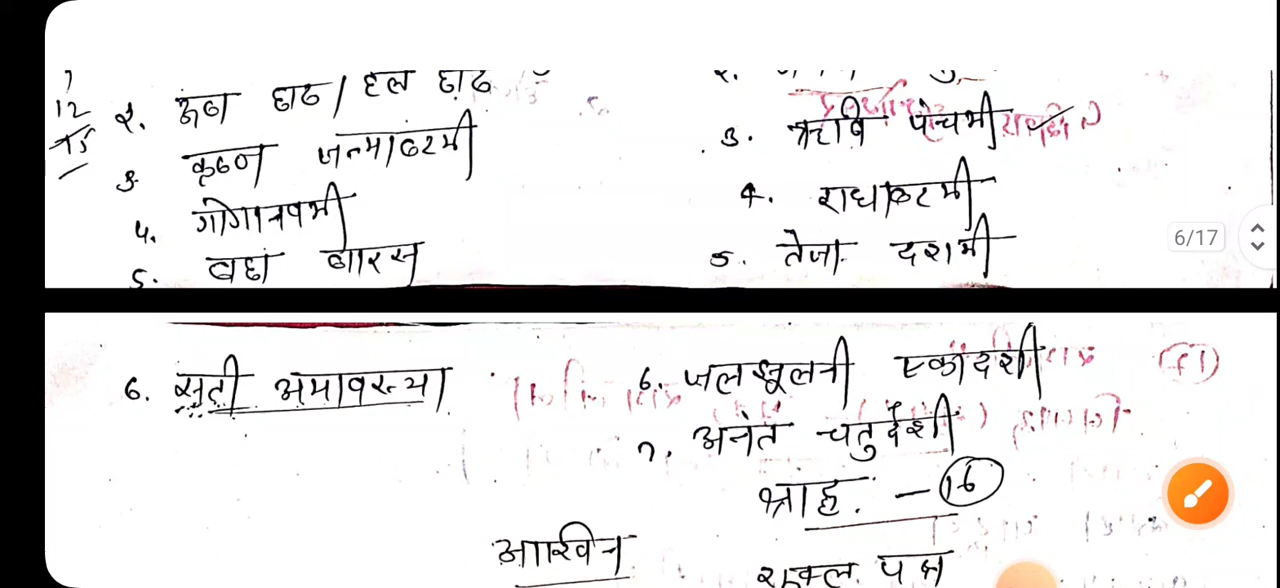 12
15
२. ऊब छठ / हल छठ
३ कृष्ण जन्माष्टमी
४. गोगानवमी
५. बछ बारस
३. ऋषि पंचमी
4. राधाष्टमी
5. तेजा दशमी
6/17
6. सती अमावस्या
6. जलझूलनी एकादशी
7. अनंत चतुर्दशी
श्राद्ध - 16
आश्विन
शुक्ल पक्ष